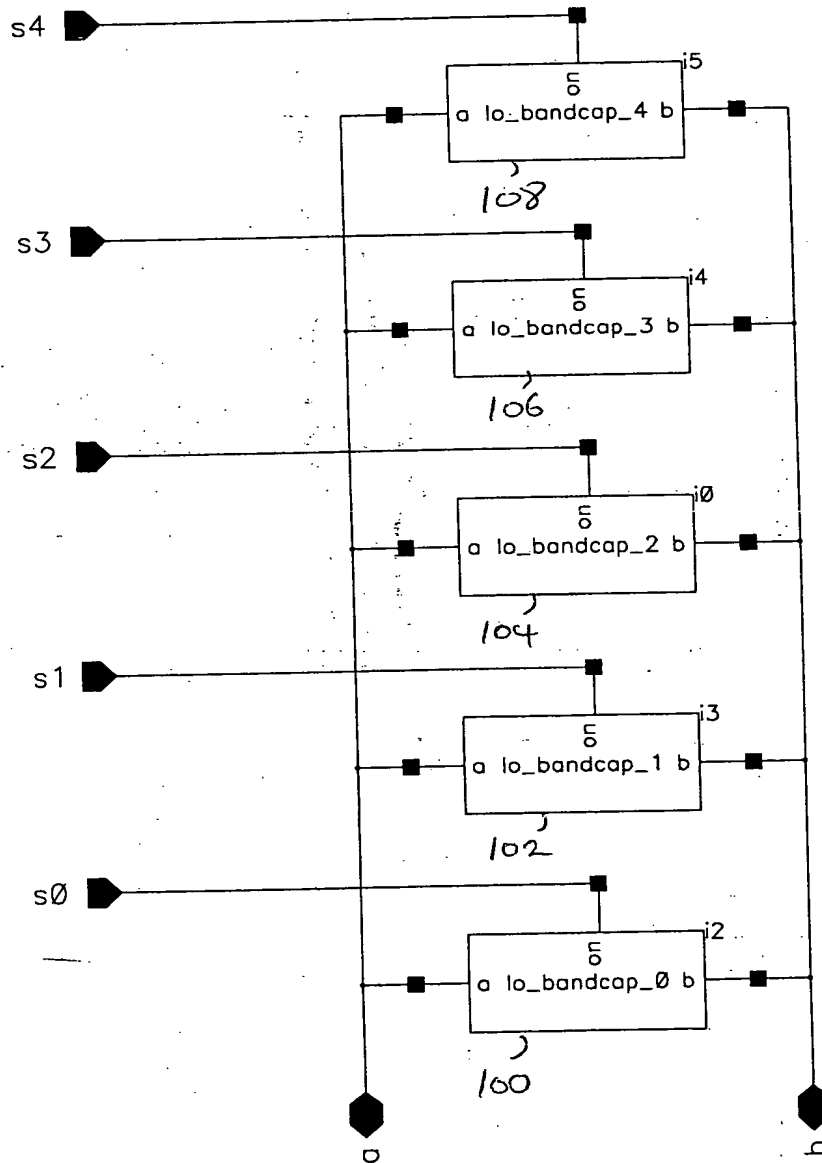 s4
i5
on
a lo_bandcap_4 b
108
s3
i4
on
a lo_bandcap_3 b
106
s2
i0
on
a lo_bandcap_2 b
104
s1
i3
on
a lo_bandcap_1 b
102
s0
i2
on
a lo_bandcap_0 b
100
a
b